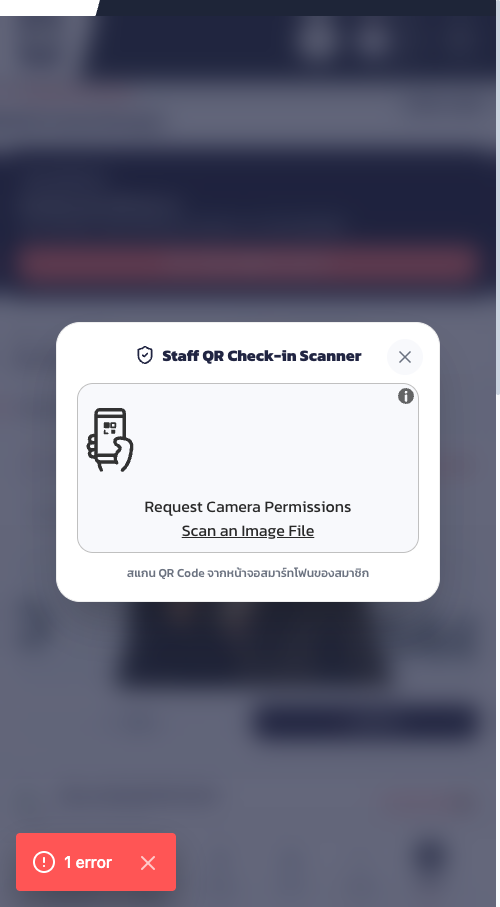 Staff QR Check-in Scanner
Request Camera Permissions
Scan an Image File
สแกน QR Code จากหน้าจอสมาร์ทโฟนของสมาชิก
1 error